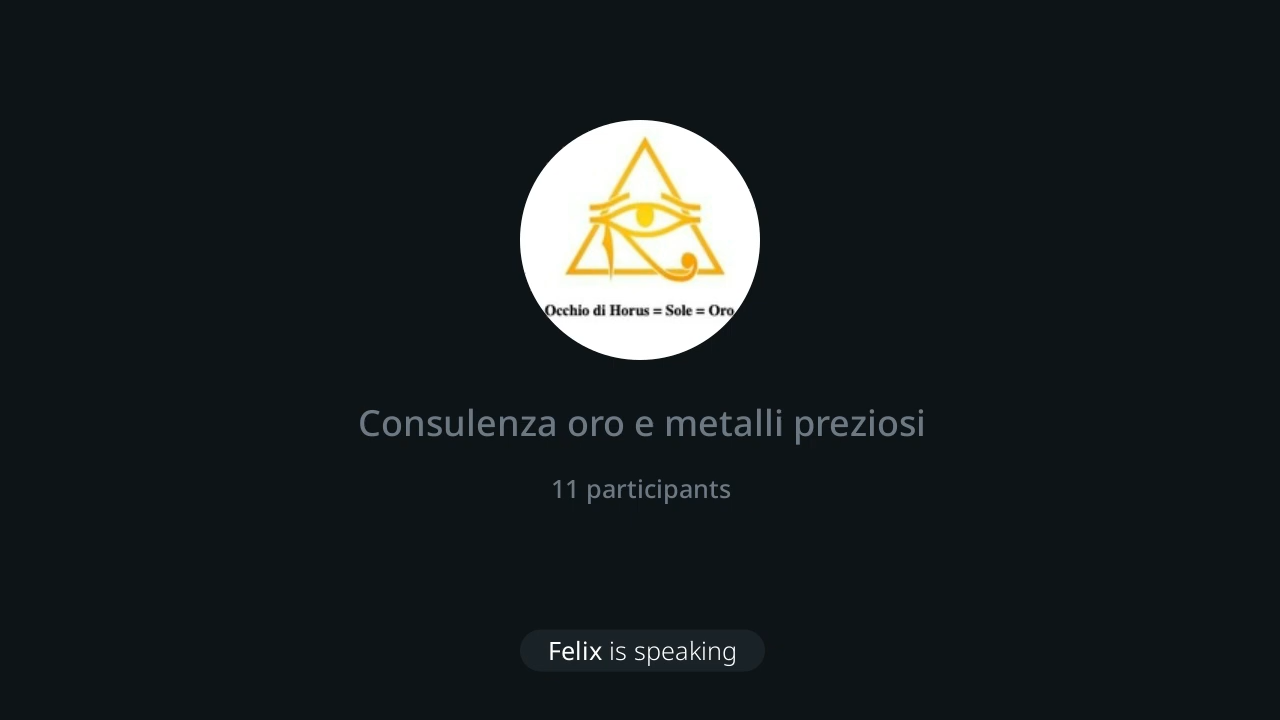 Occhio di Horus = Sole = Oro
Consulenza oro e metalli preziosi
11 participants
Felix is speaking